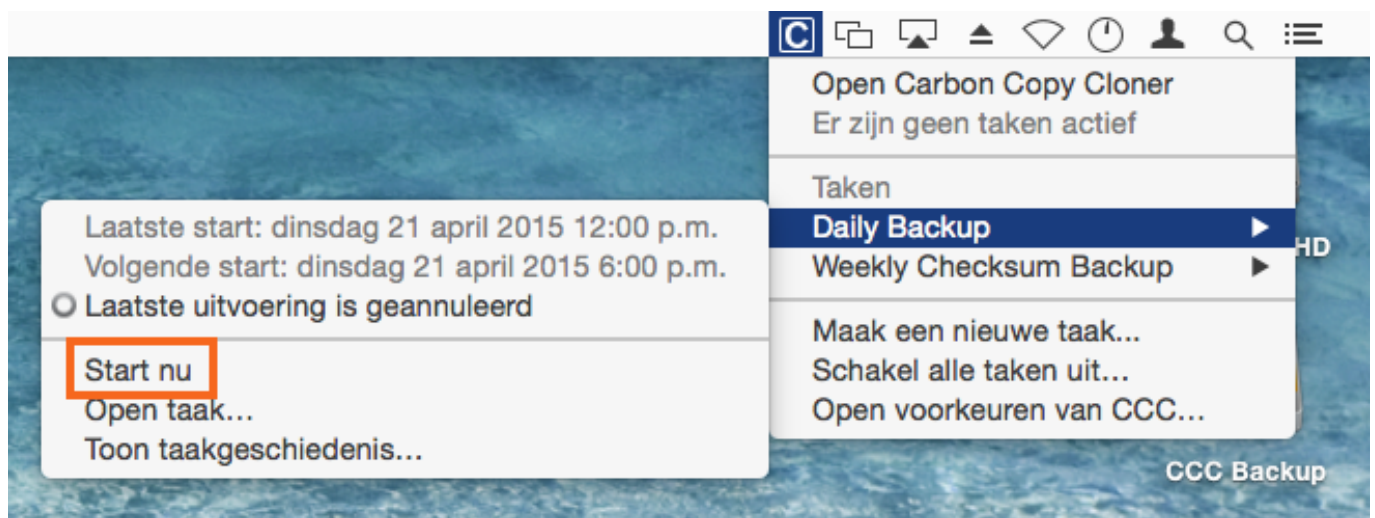 C
Open Carbon Copy Cloner
Er zijn geen taken actief
Taken
Daily Backup
Weekly Checksum Backup
Maak een nieuwe taak...
Schakel alle taken uit...
Open voorkeuren van CCC...
Laatste start: dinsdag 21 april 2015 12:00 p.m.
Volgende start: dinsdag 21 april 2015 6:00 p.m.
Laatste uitvoering is geannuleerd
Start nu
Open taak...
Toon taakgeschiedenis...
HD
CCC Backup